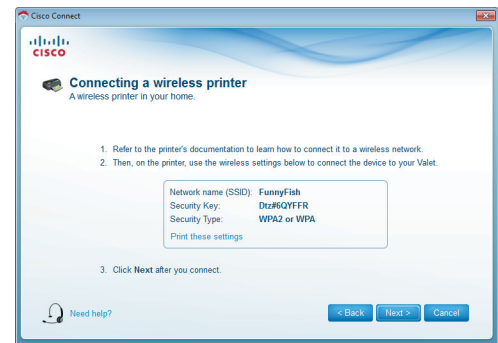 Cisco Connect
CISCO
Connecting a wireless printer
A wireless printer in your home.
1. Refer to the printer's documentation to learn how to connect it to a wireless network.
2. Then, on the printer, use the wireless settings below to connect the device to your Valet.
Network name (SSID): FunnyFish
Security Key: Dtz#6QYFFR
Security Type: WPA2 or WPA
Print these settings
3. Click Next after you connect.
Need help?
< Back Next > Cancel